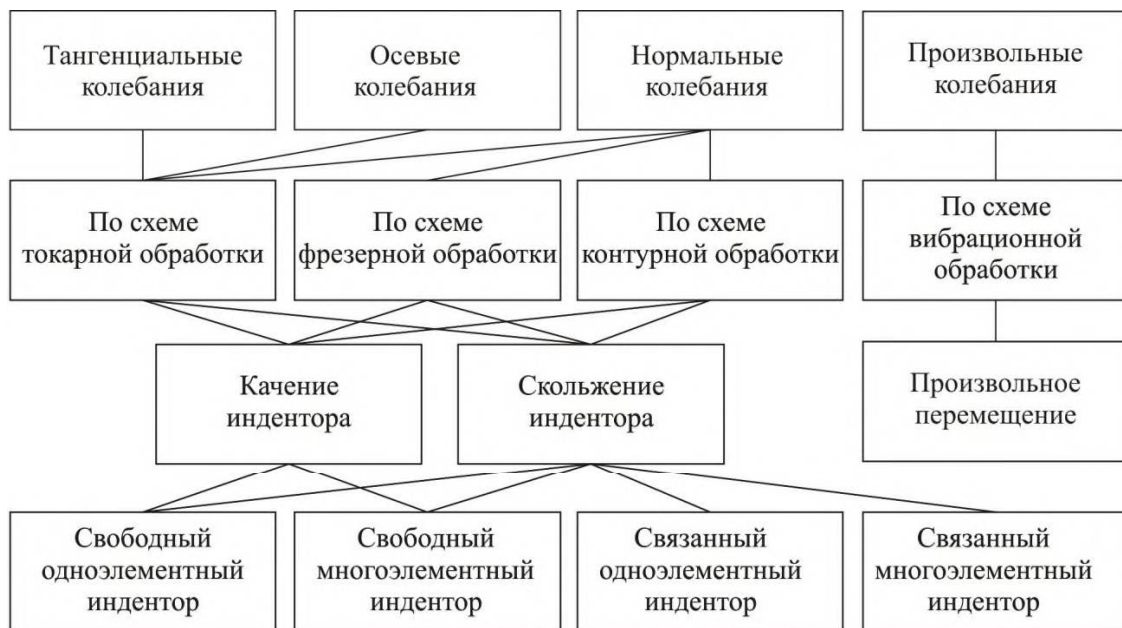 Тангенциальные
колебания
Осевые
колебания
Нормальные
колебания
Произвольные
колебания
По схеме
токарной обработки
По схеме
фрезерной обработки
По схеме
контурной обработки
По схеме
вибрационной
обработки
Качение
индентора
Скольжение
индентора
Произвольное
перемещение
Свободный
одноэлементный
индентор
Свободный
многоэлементный
индентор
Связанный
одноэлементный
индентор
Связанный
многоэлементный
индентор